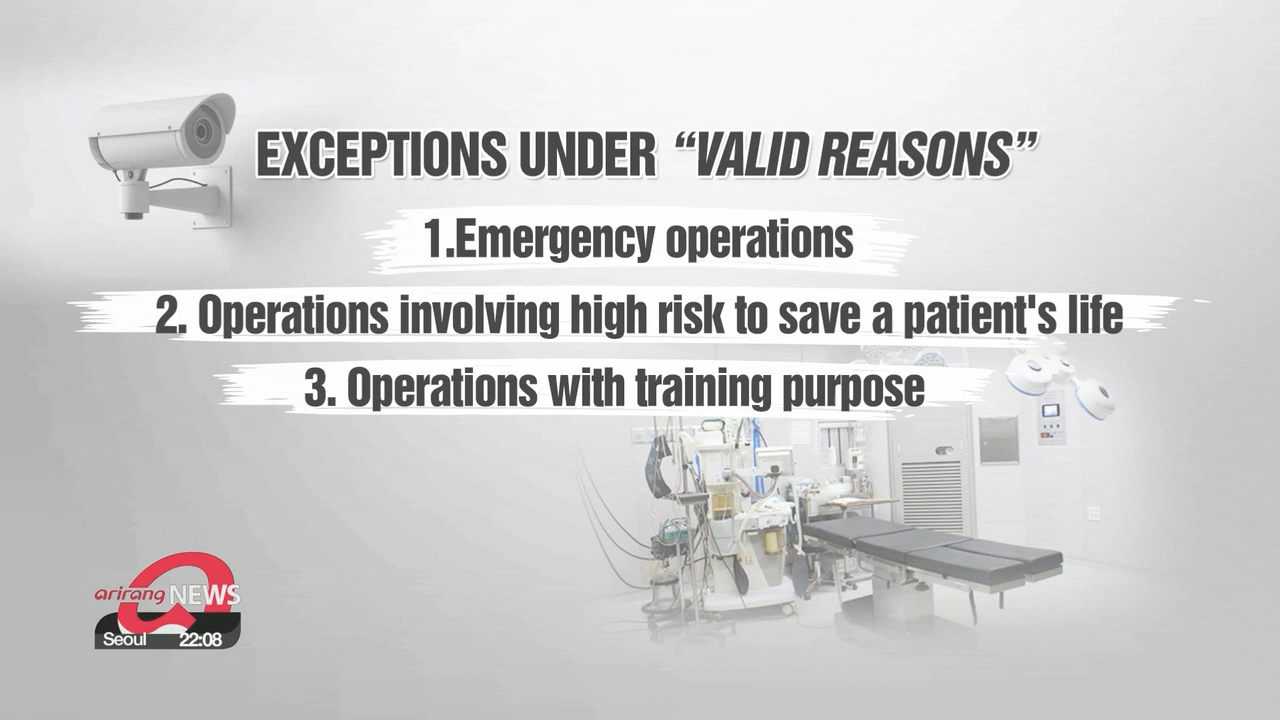 EXCEPTIONS UNDER “VALID REASONS”
1.Emergency operations
2. Operations involving high risk to save a patient's life
3. Operations with training purpose
arirang NEWS
Seoul 22:08